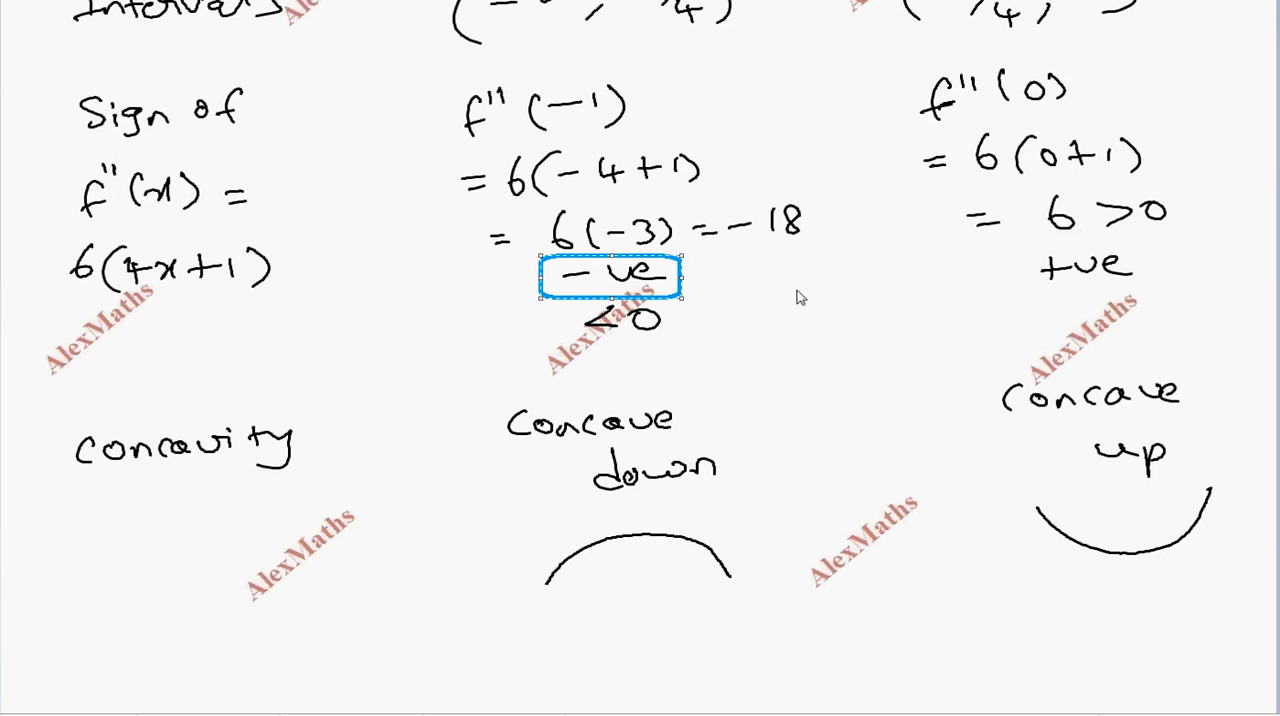 Intervals
Sign of f''(-1) f''(0)
f''(x) = = 6(-4+1) = 6(0+1)
6(4x+1) = 6(-3) = -18 = 6 >0
-ve +ve
<0
AlexMaths AlexMaths AlexMaths
Concavity Concave Concave
down up
AlexMaths AlexMaths